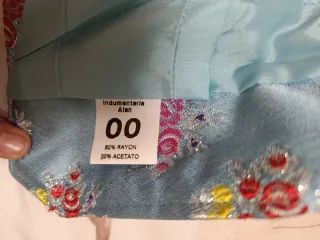 Indumentaria
Alan
00
80% RAYON
20% ACETATO